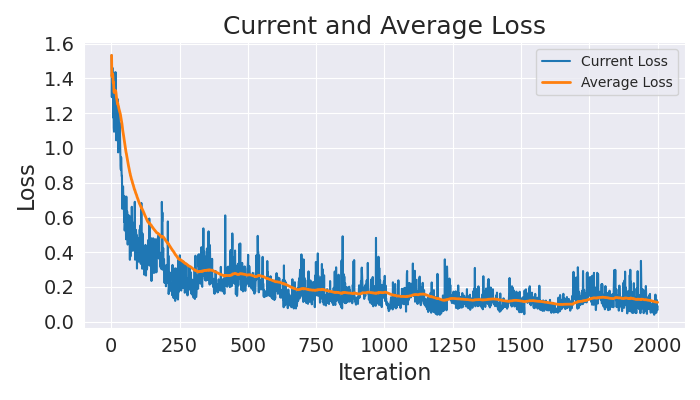 Current and Average Loss
Current Loss
Average Loss
Loss
1.6
1.4
1.2
1.0
0.8
0.6
0.4
0.2
0.0
0 250 500 750 1000 1250 1500 1750 2000
Iteration